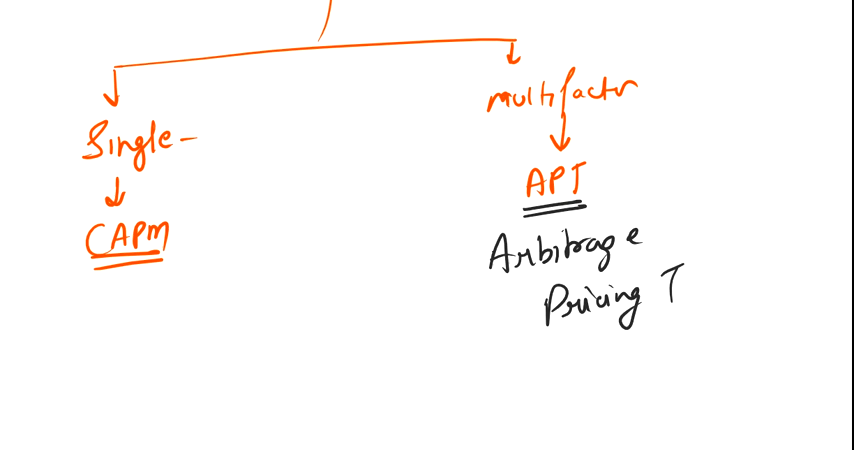 Single -
multifactor
CAPM
APT
Arbitrage
Pricing T